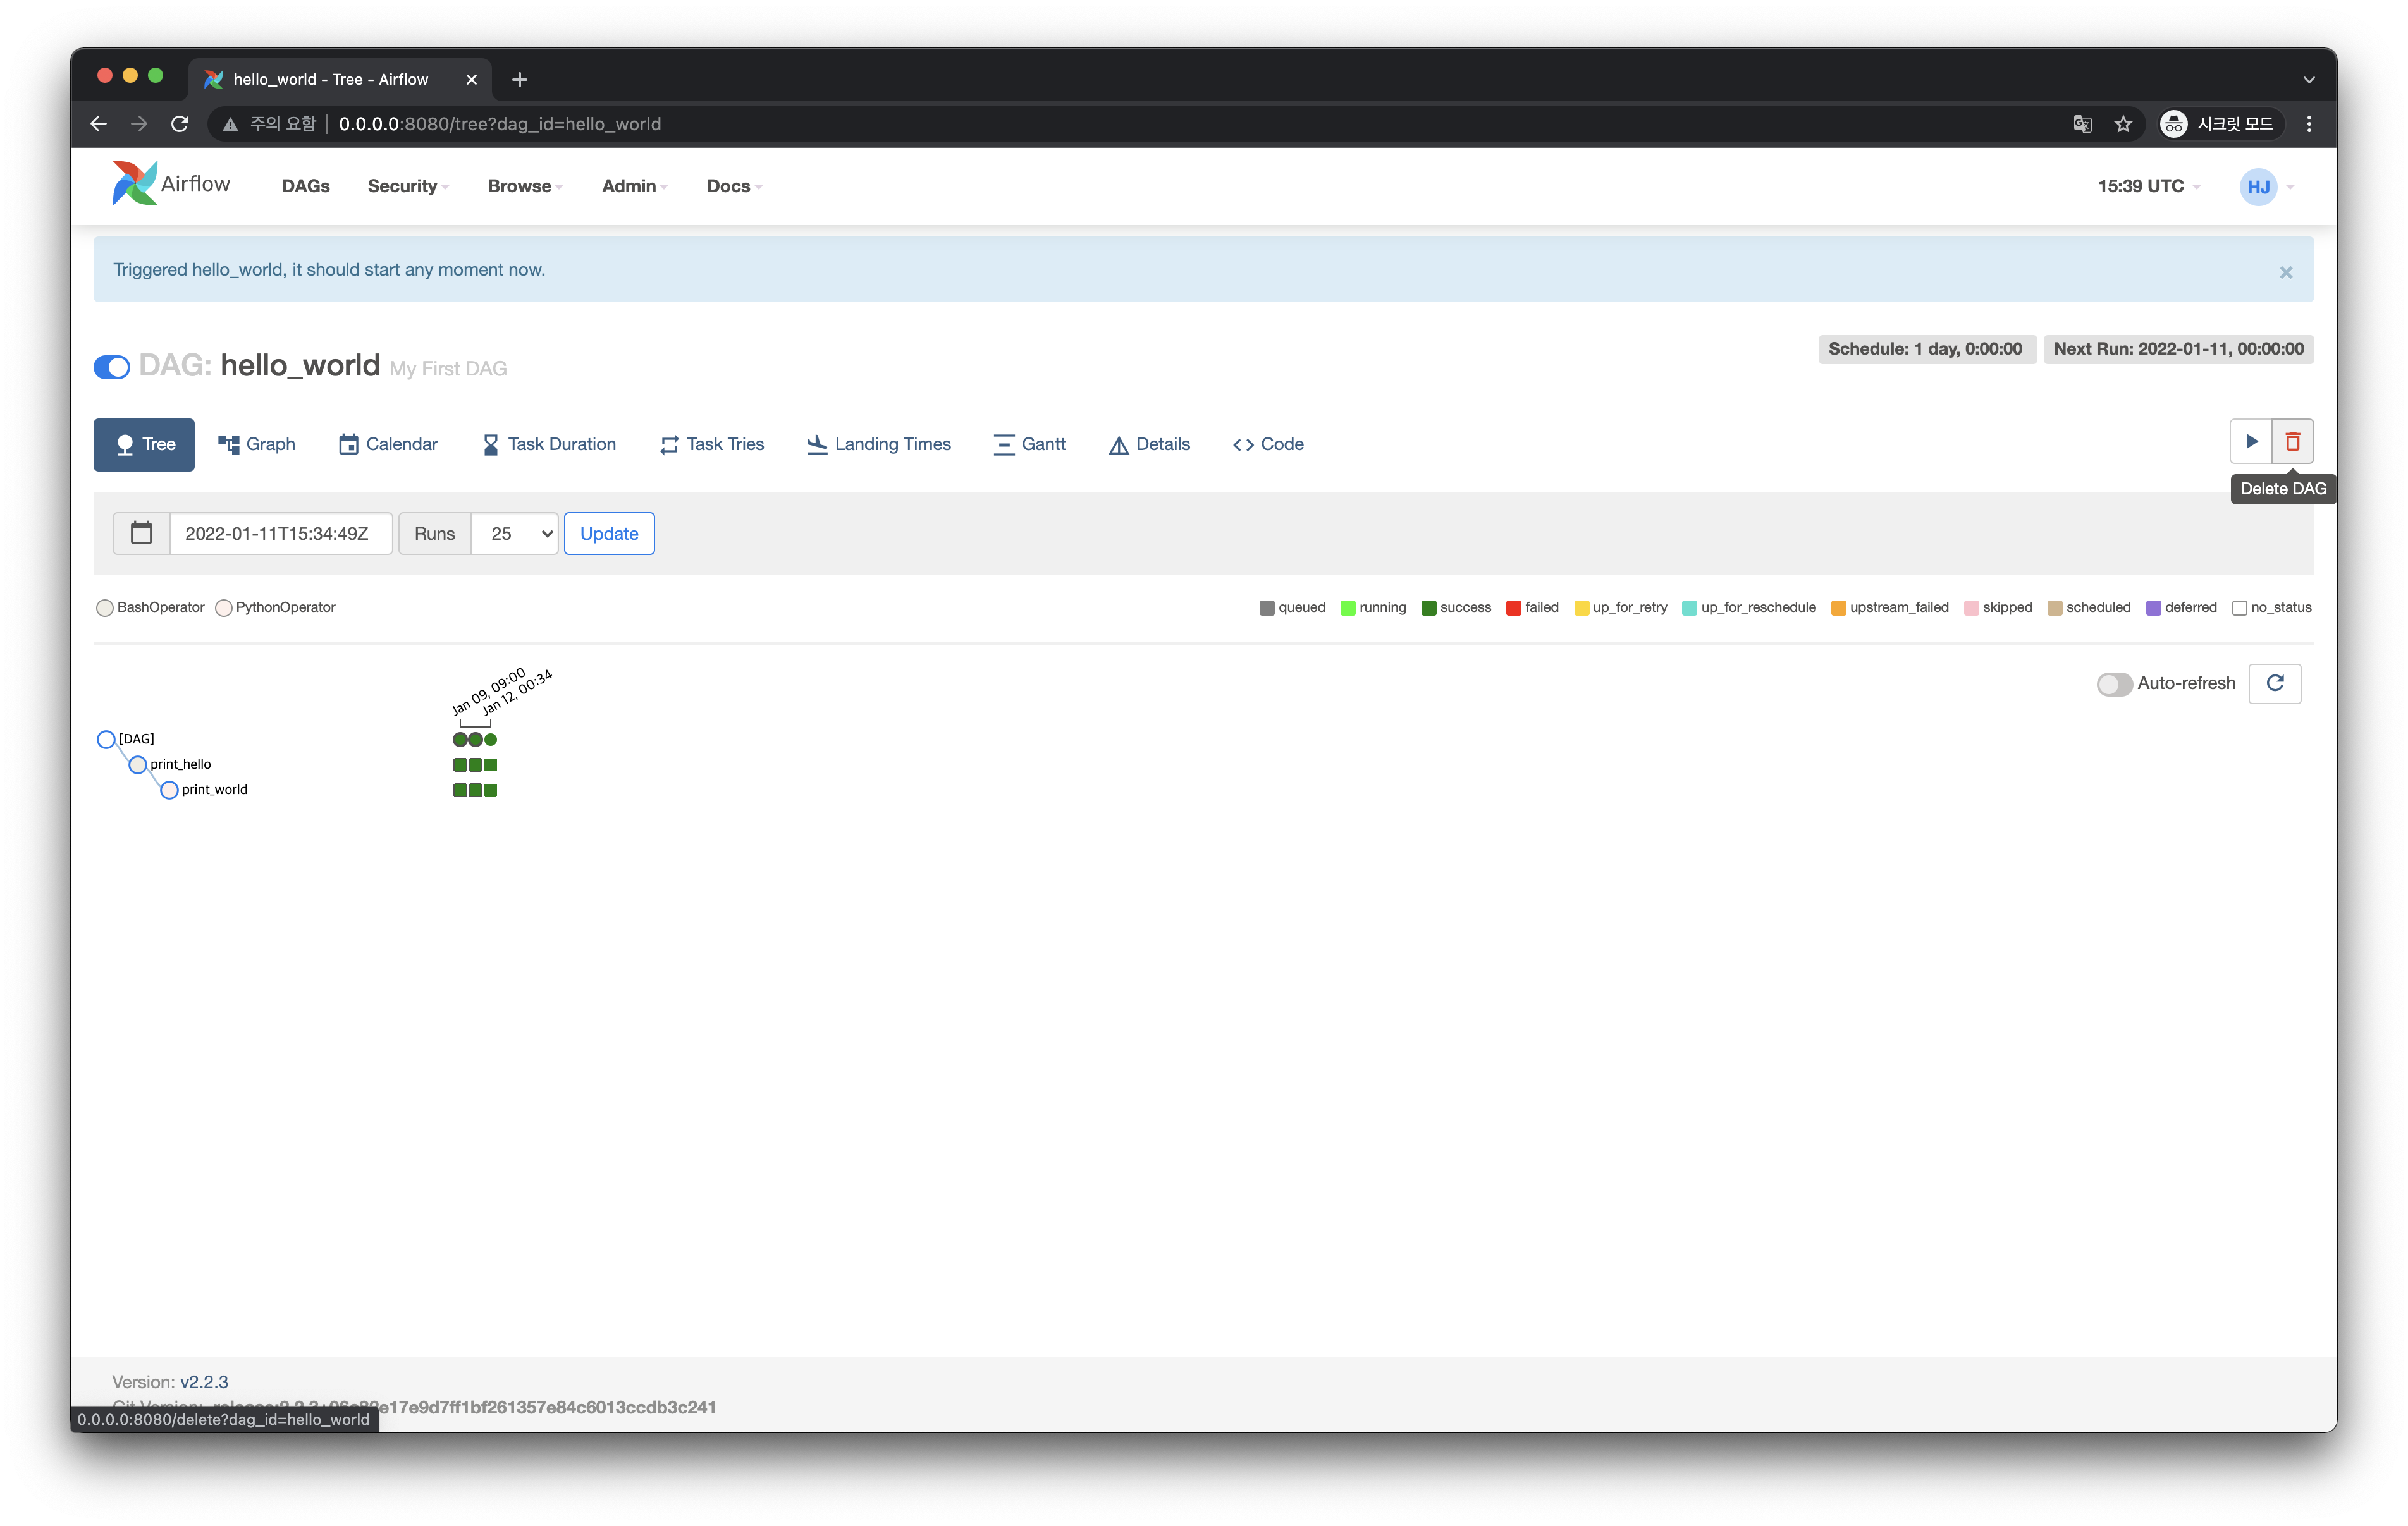 hello_world - Tree - Airflow
주의 요함 0.0.0.0:8080/tree?dag_id=hello_world 시크릿 모드
Airflow DAGs Security Browse Admin Docs 15:39 UTC HJ
Triggered hello_world, it should start any moment now. ×
DAG: hello_world My First DAG Schedule: 1 day, 0:00:00 Next Run: 2022-01-11, 00:00:00
Tree Graph Calendar Task Duration Task Tries Landing Times Gantt Details Code
Delete DAG
2022-01-11T15:34:49Z Runs 25 Update
BashOperator PythonOperator queued running success failed up_for_retry up_for_reschedule upstream_failed skipped scheduled deferred no_status
Auto-refresh
Jan 09, 09:00
Jan 12, 00:34
[DAG]
print_hello
print_world
Version: v2.2.3
0.0.0.0:8080/delete?dag_id=hello_world